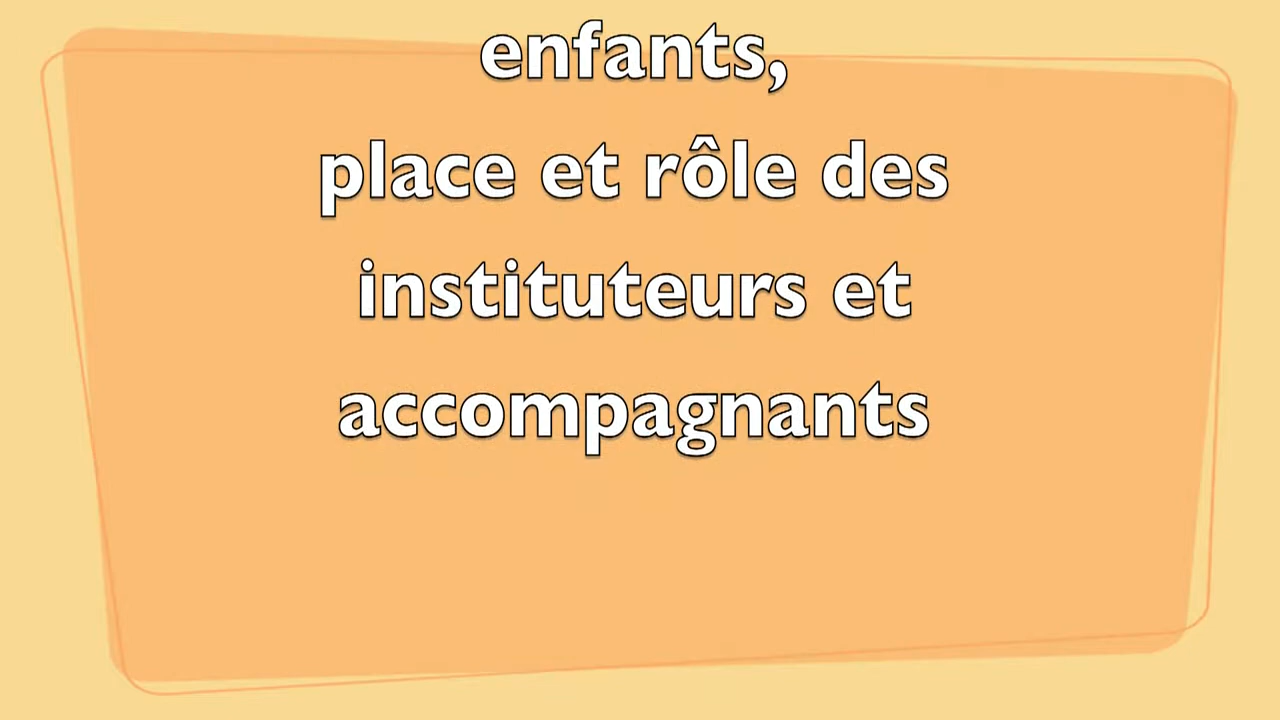 enfants,
place et rôle des
instituteurs et
accompagnants